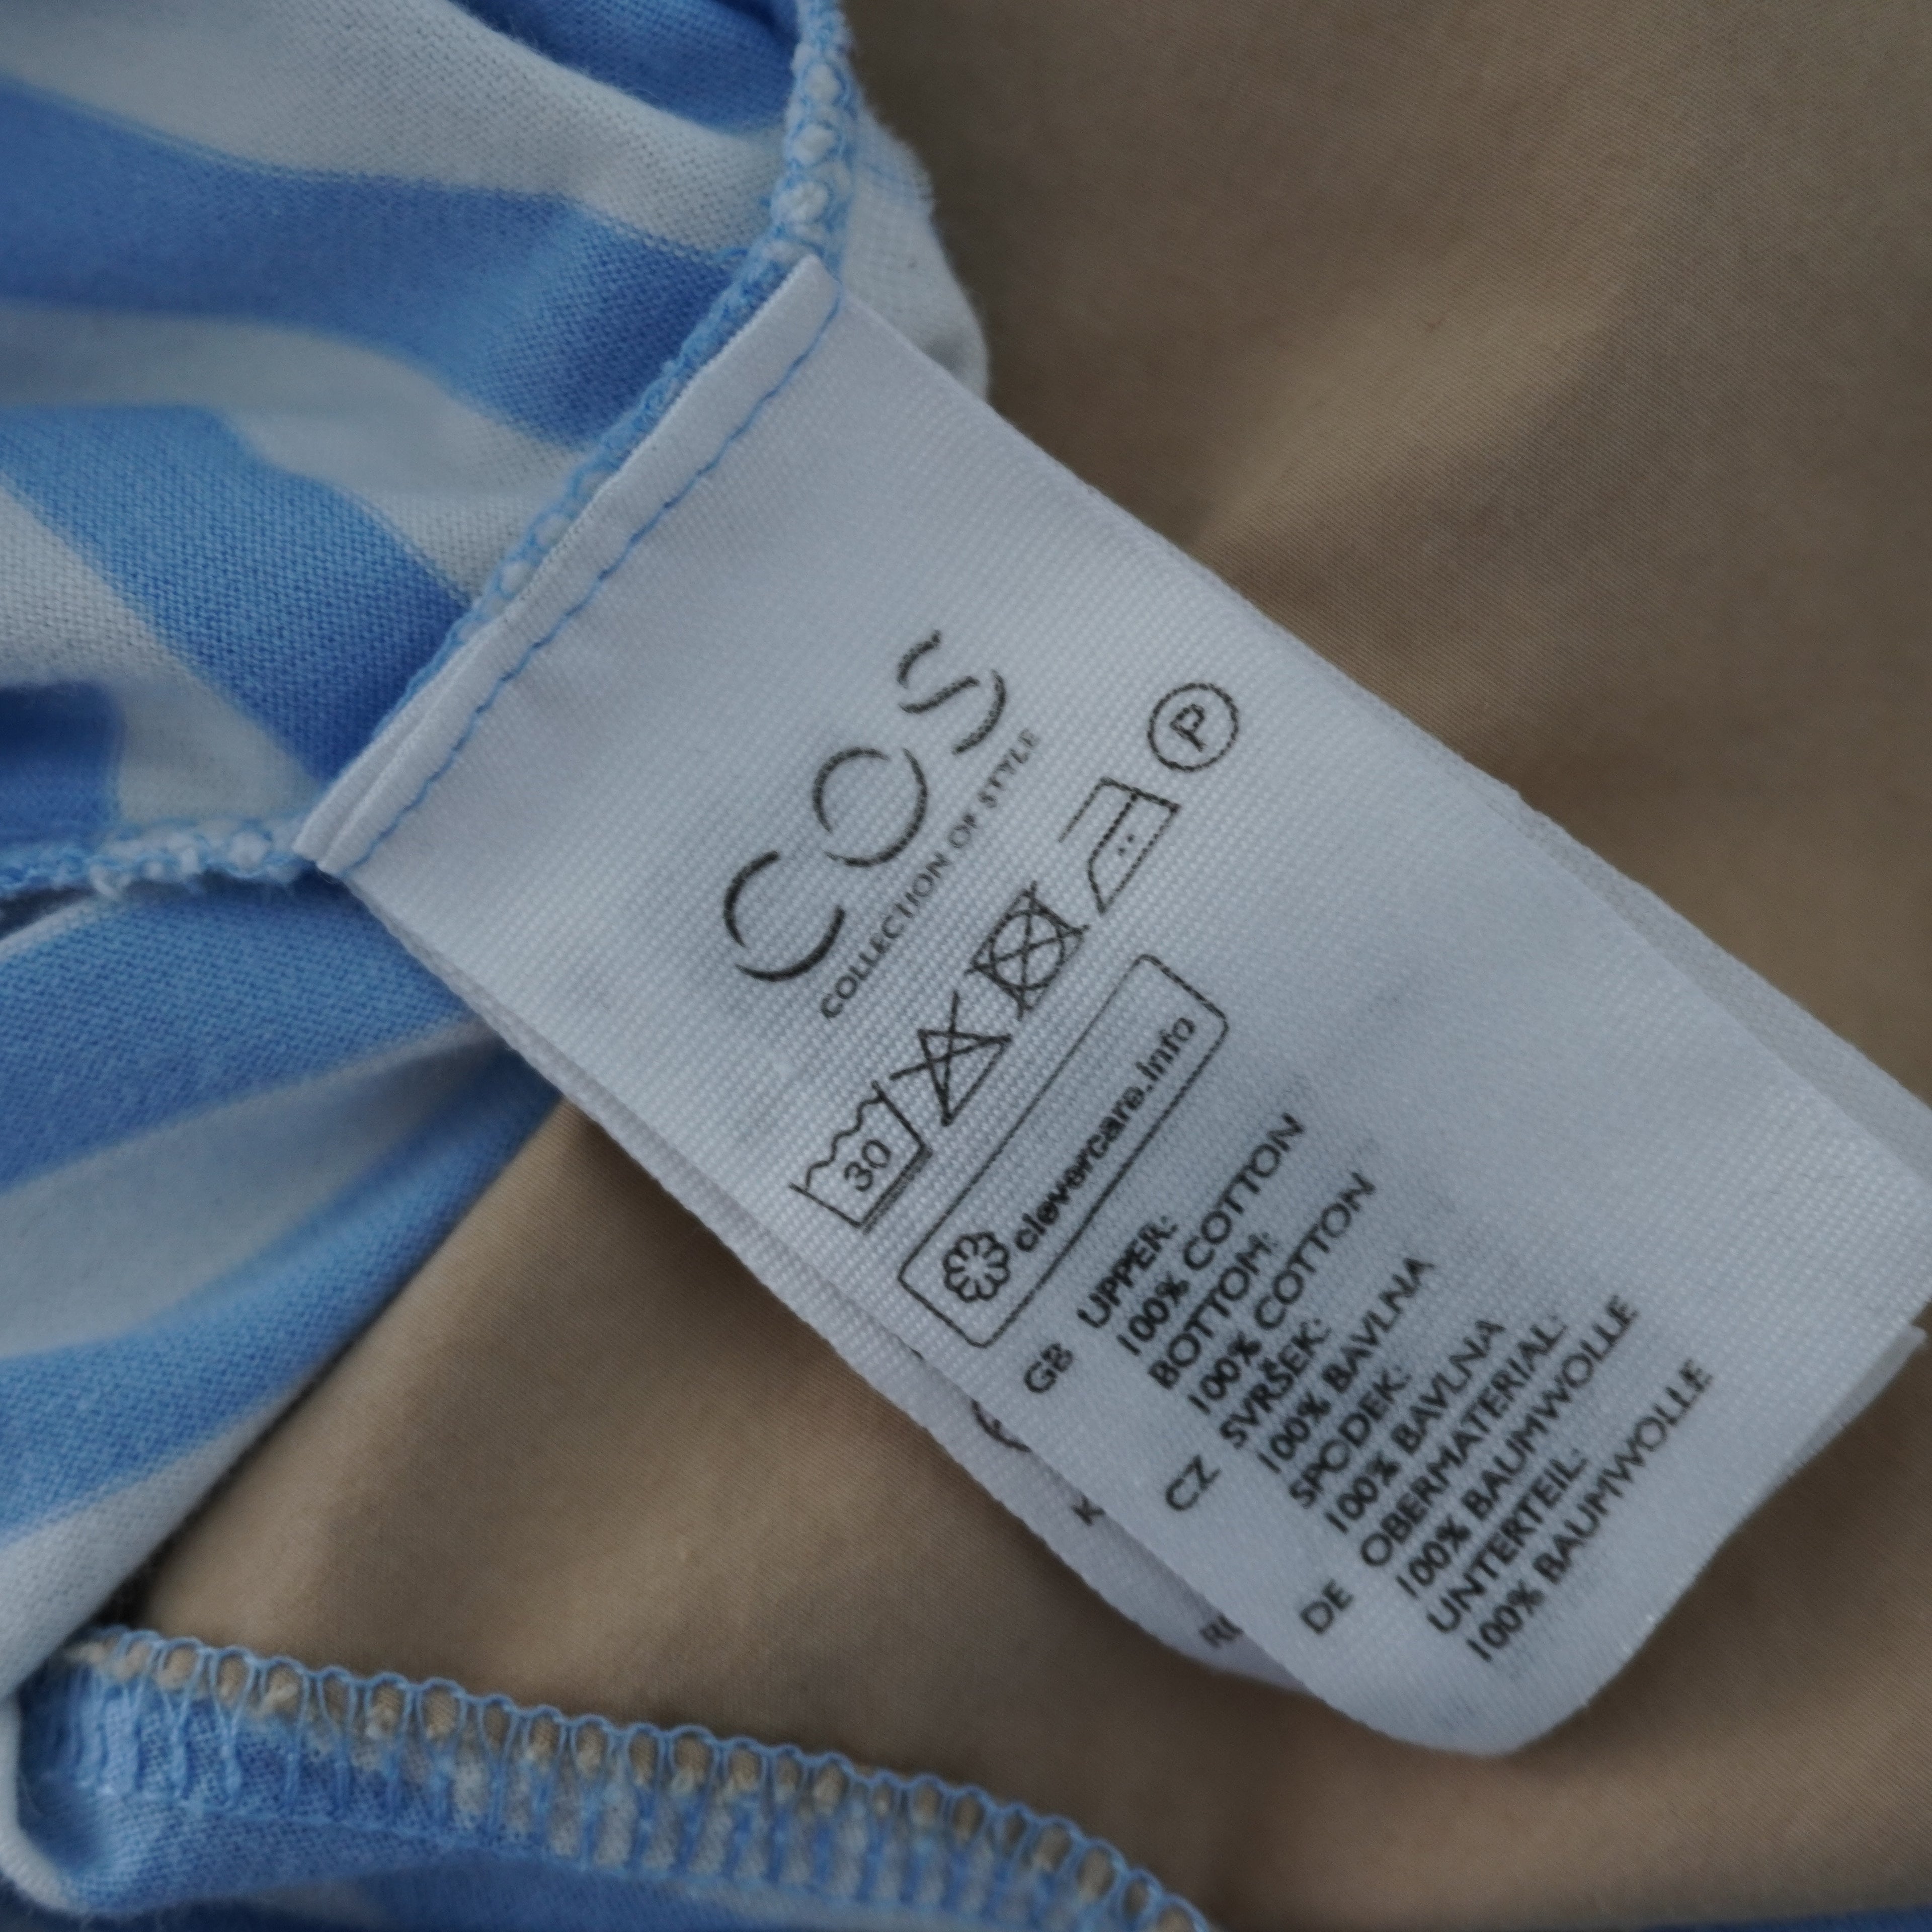 COS
COLLECTION OF STYLE
30
P
clevercare.info
GB UPPER:
100% COTTON
BOTTOM:
100% COTTON
CZ SVRŠEK:
100% BAVLNA
SPODEK:
100% BAVLNA
DE OBERMATERIAL:
100% BAUMWOLLE
UNTERTEIL:
100% BAUMWOLLE